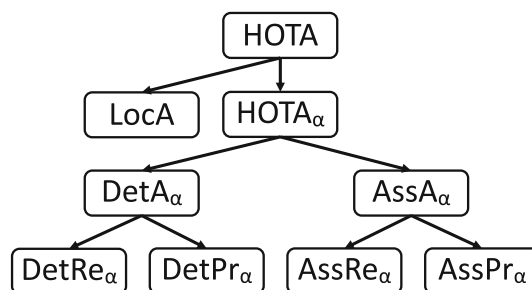 HOTA
LocA HOTAα
DetAα AssAα
DetReα DetPrα AssReα AssPrα